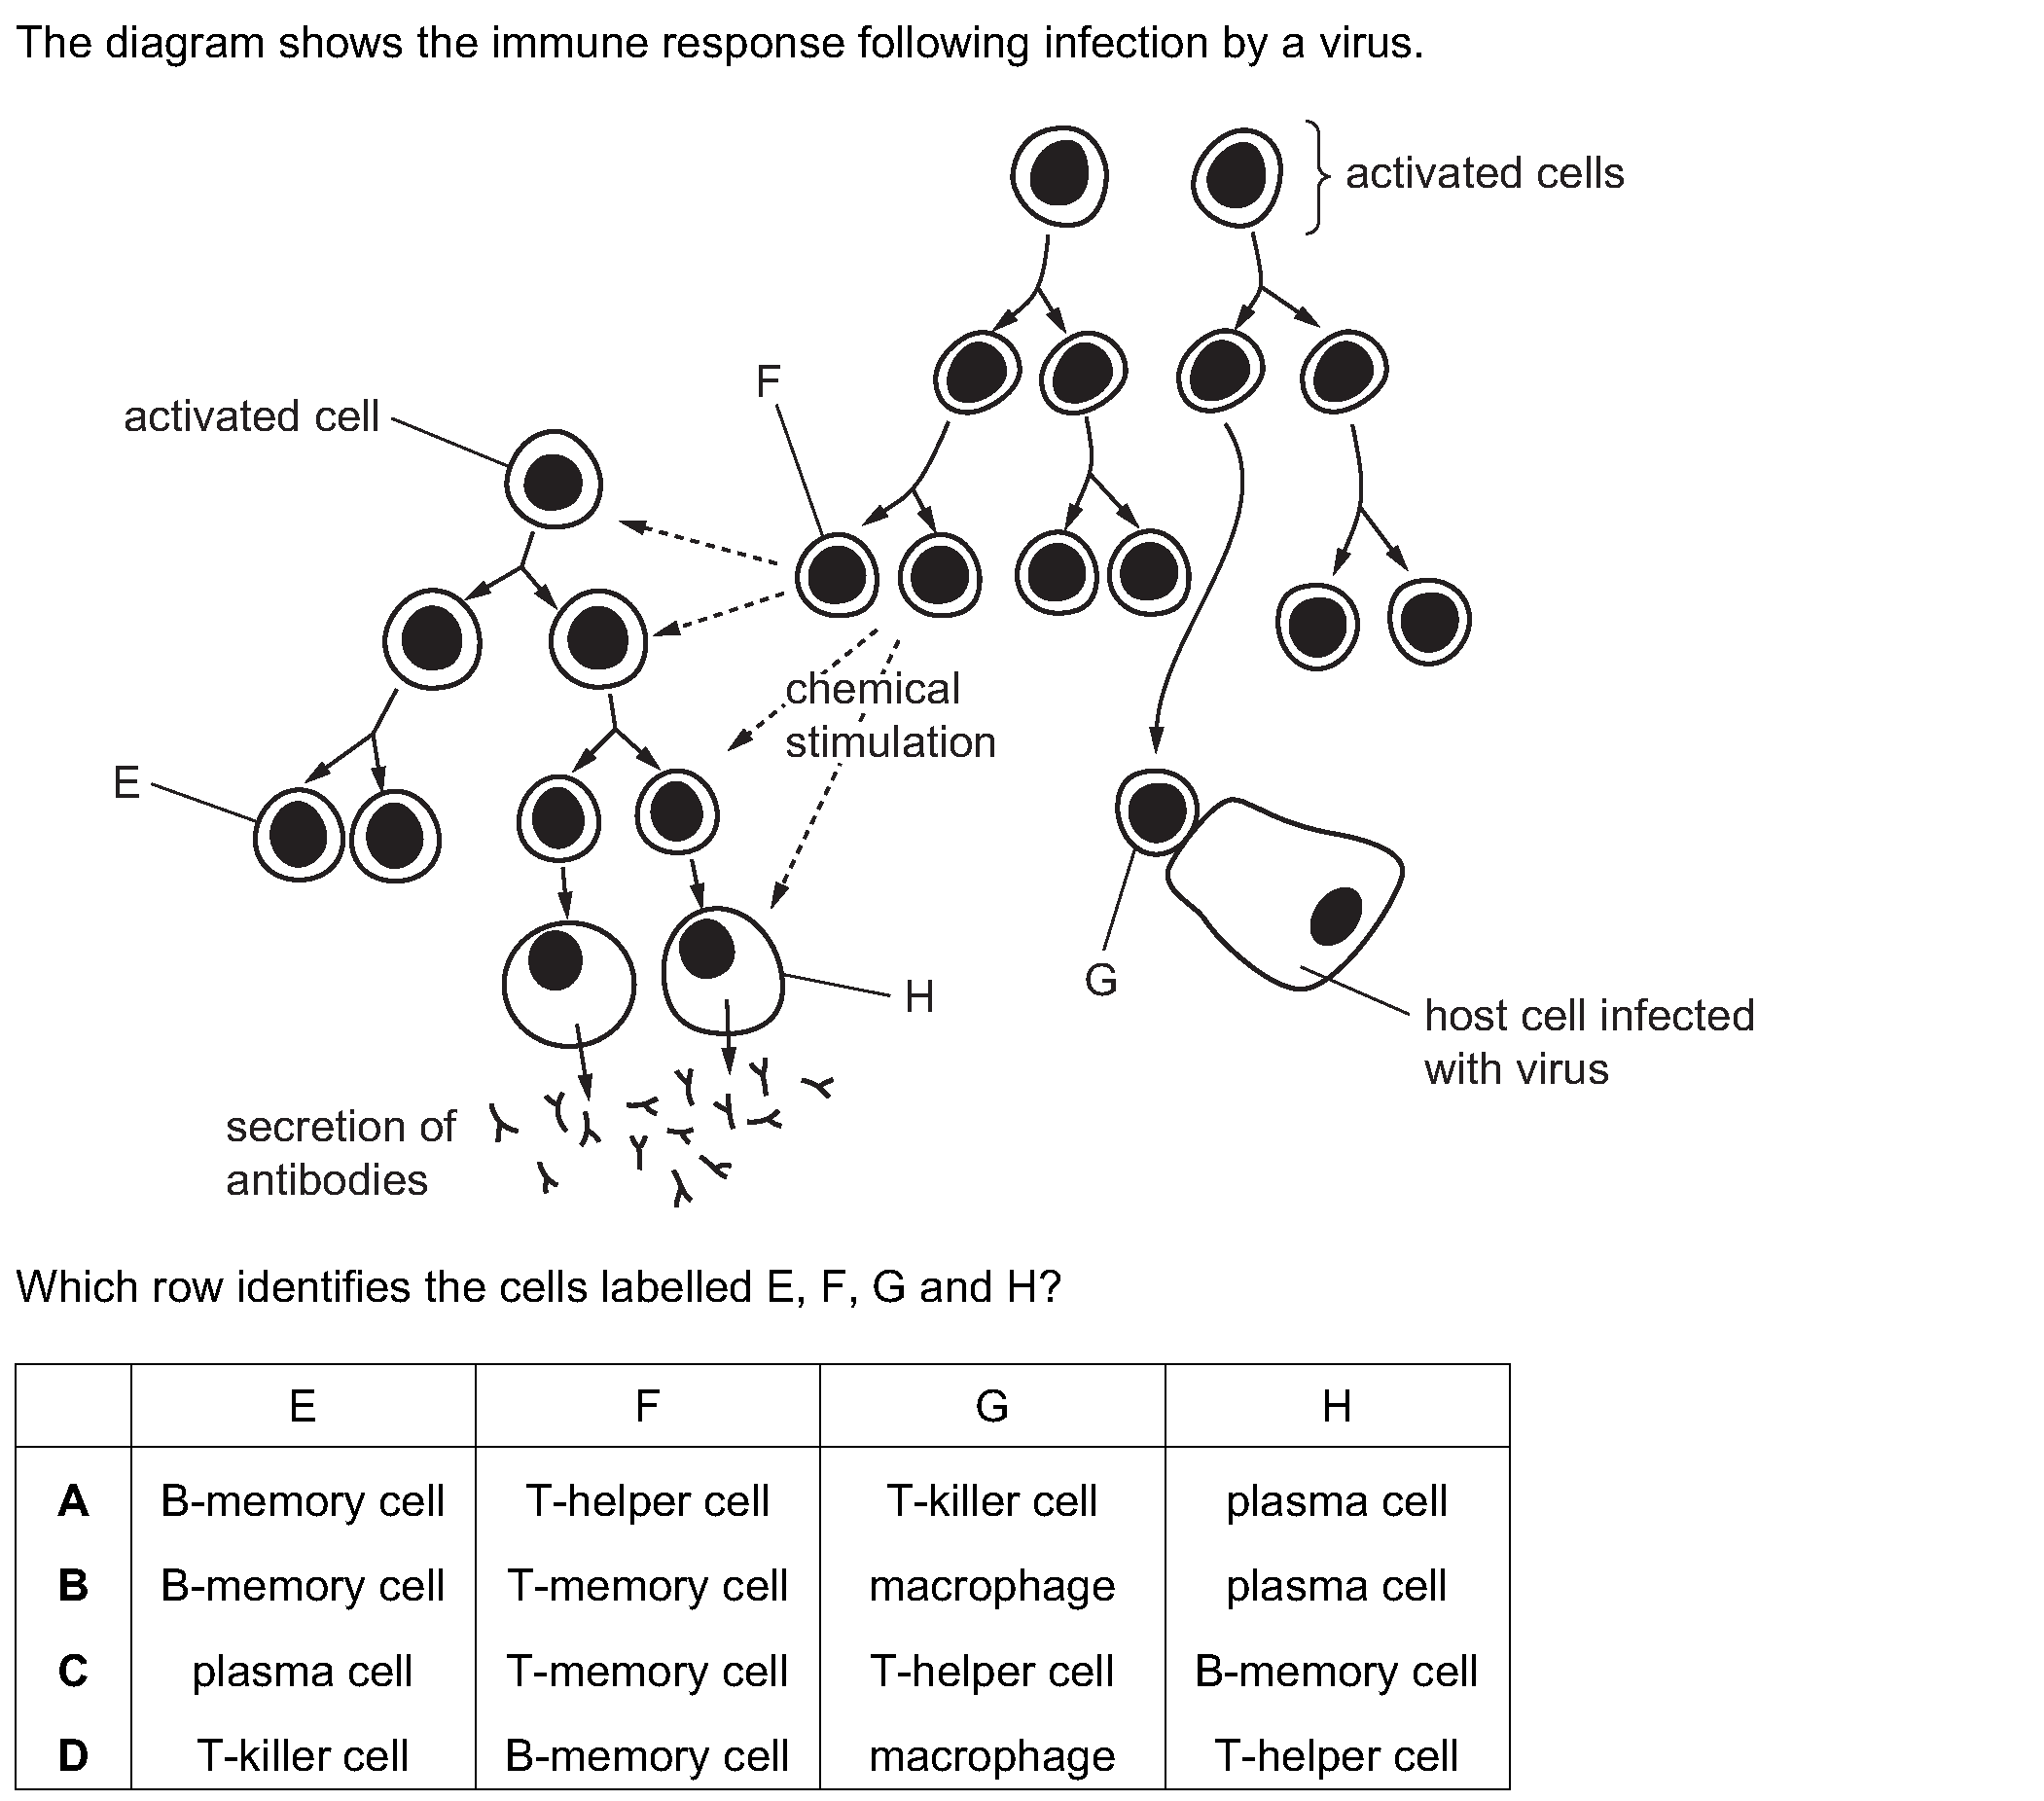 The diagram shows the immune response following infection by a virus.
activated cells
F
activated cell
chemical
stimulation
E
G
H
host cell infected
with virus
secretion of
antibodies
Which row identifies the cells labelled E, F, G and H?
E F G H
A B-memory cell T-helper cell T-killer cell plasma cell
B B-memory cell T-memory cell macrophage plasma cell
C plasma cell T-memory cell T-helper cell B-memory cell
D T-killer cell B-memory cell macrophage T-helper cell